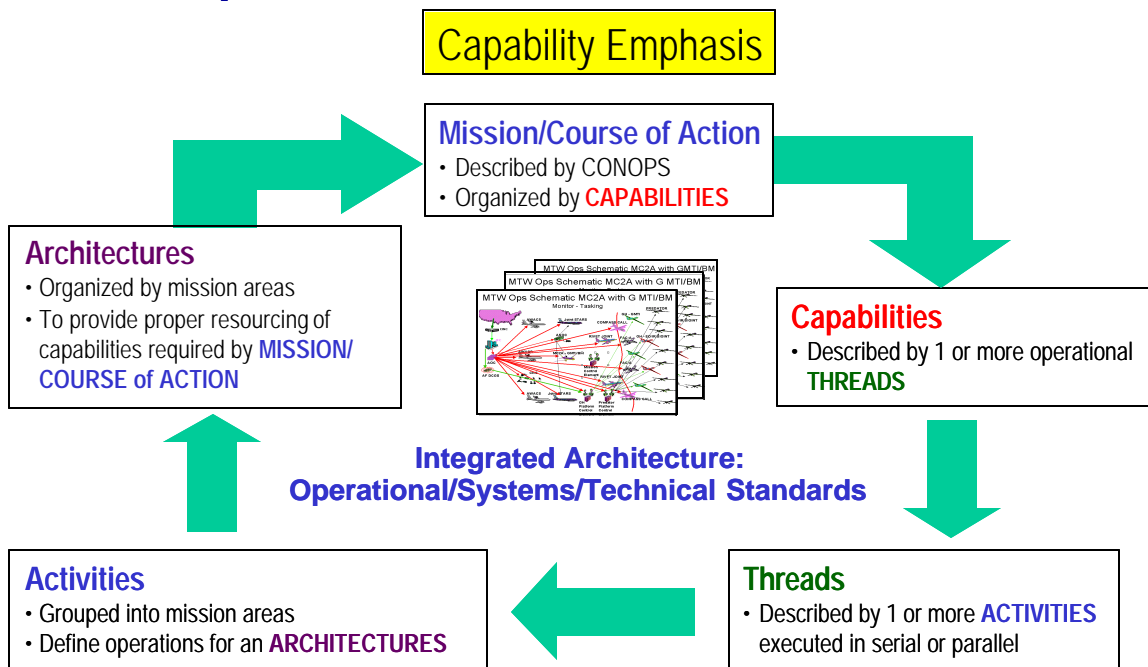 Capability Emphasis
Mission/Course of Action
• Described by CONOPS
• Organized by CAPABILITIES
Architectures
• Organized by mission areas
• To provide proper resourcing of
capabilities required by MISSION/
COURSE of ACTION
MTW Ops Schematic MC2A with GMTI/BM
MTW Ops Schematic MC2A with G MTI/BM
MTW Ops Schematic MC2A with G MTI/BM
Monitor - Tasking
Capabilities
• Described by 1 or more operational
THREADS
Integrated Architecture:
Operational/Systems/Technical Standards
Activities
• Grouped into mission areas
• Define operations for an ARCHITECTURES
Threads
• Described by 1 or more ACTIVITIES
executed in serial or parallel